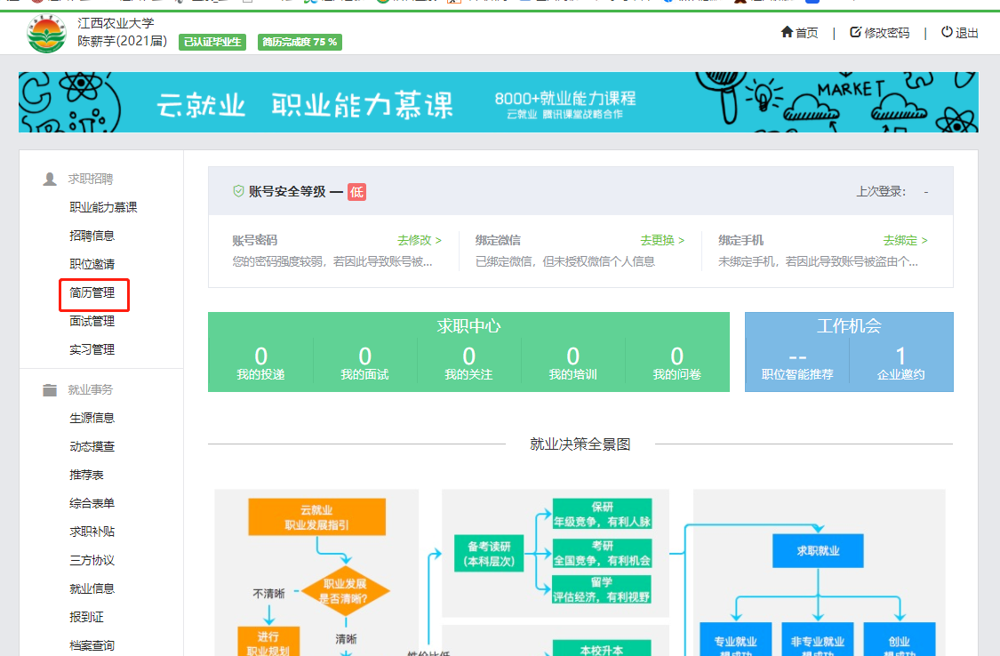 江西农业大学
陈薪芋(2021届)
已认证毕业生
简历完成度 75 %
首页 | 修改密码 | 退出
云就业 职业能力慕课
8000+就业能力课程
云就业 腾讯课堂战略合作
MARKET
求职招聘
职业能力慕课
招聘信息
职位邀请
简历管理
面试管理
实习管理
就业事务
生源信息
动态摸查
推荐表
综合表单
求职补贴
三方协议
就业信息
报到证
档案查询
账号安全等级 — 低
上次登录： -
账号密码 去修改 >
您的密码强度较弱，若因此导致账号被...
绑定微信 去更换 >
已绑定微信，但未授权微信个人信息
绑定手机 去绑定 >
未绑定手机，若因此导致账号被盗由个...
求职中心
0 0 0 0 0
我的投递 我的面试 我的关注 我的培训 我的问卷
工作机会
-- 1
职位智能推荐 企业邀约
就业决策全景图
云就业
职业发展指引
职业发展
是否清晰?
不清晰
清晰
进行
职业规划
备考读研
(本科层次)
保研
年级竞争，有利人脉
考研
全国竞争，有利机会
留学
评估经济，有利视野
性价比低
本校升本
求职就业
专业就业
非专业就业
创业